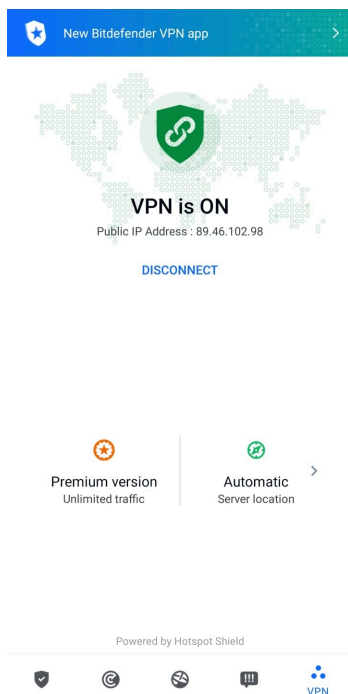 New Bitdefender VPN app
VPN is ON
Public IP Address : 89.46.102.98
DISCONNECT
Premium version
Unlimited traffic
Automatic
Server location
Powered by Hotspot Shield
VPN